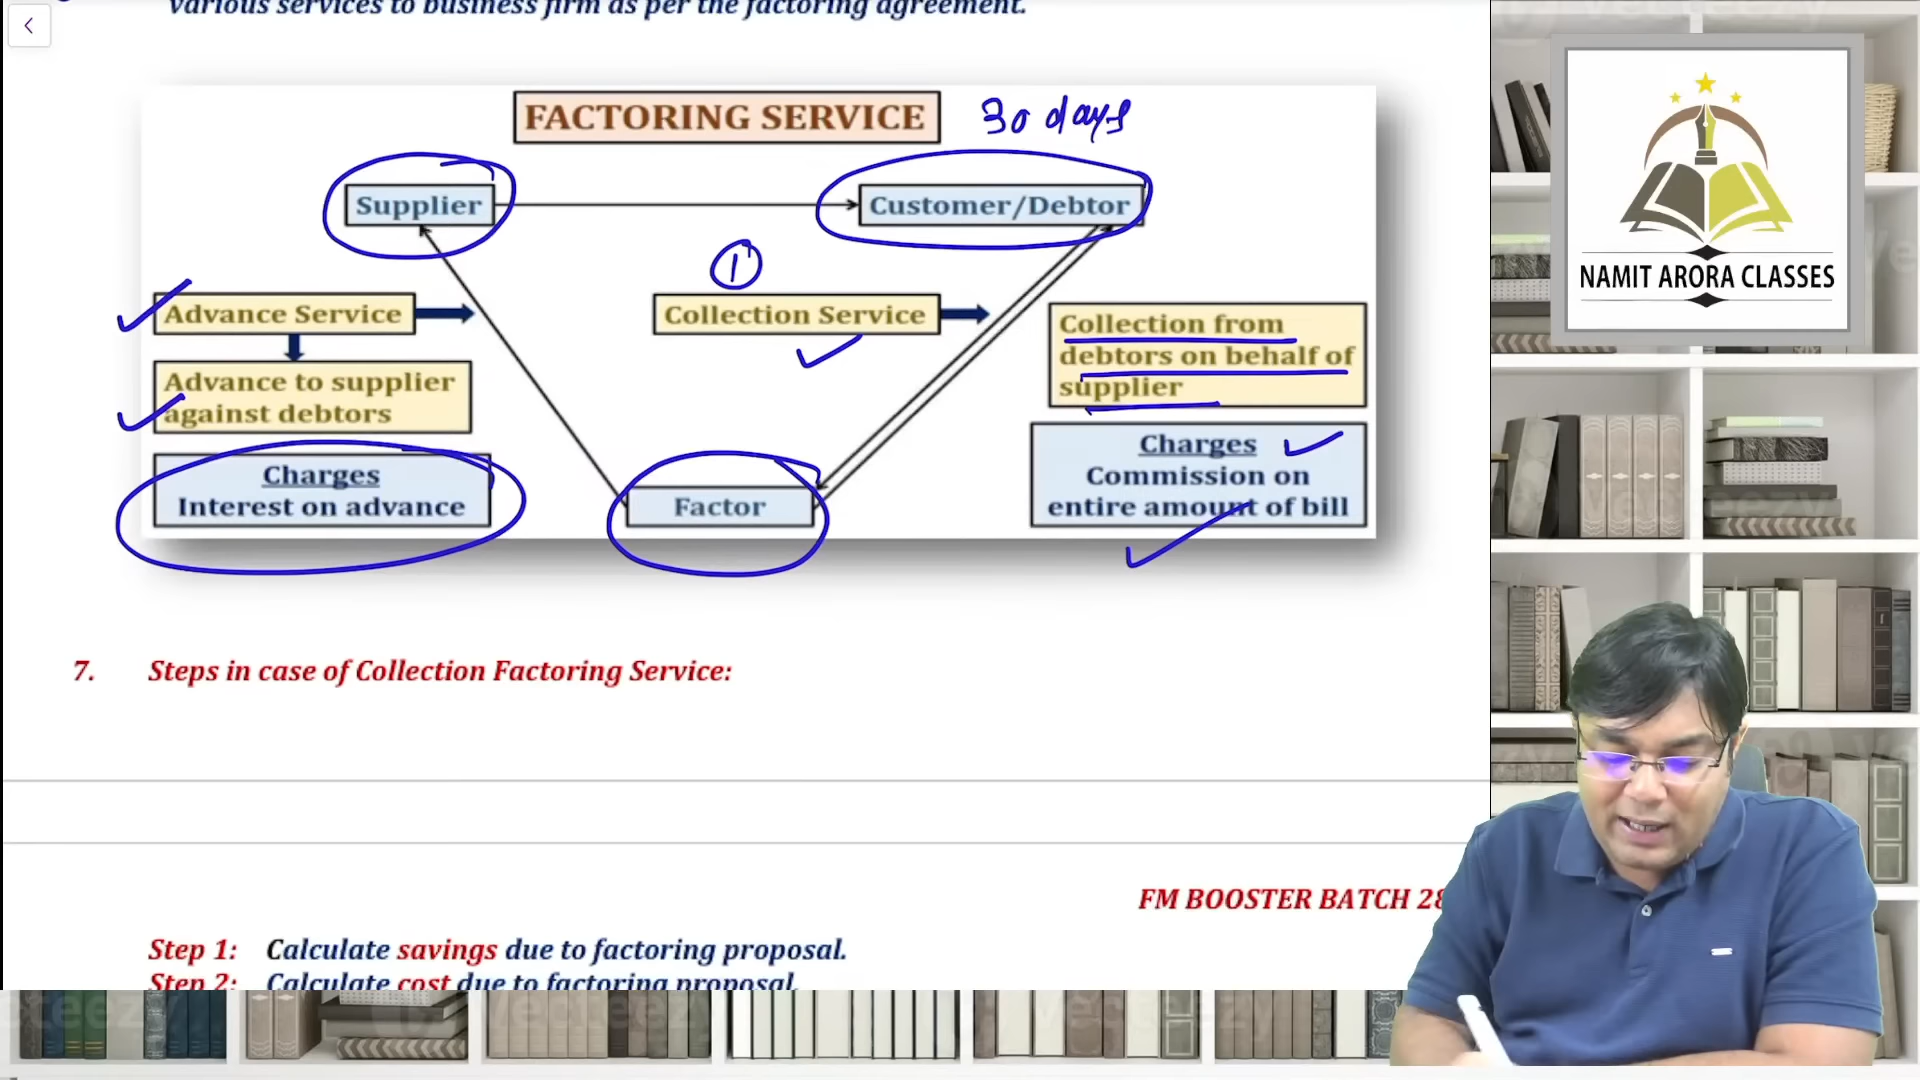 various services to business firm as per the factoring agreement.
FACTORING SERVICE
30 days
Supplier
Customer/Debtor
1
Advance Service
Collection Service
Collection from
debtors on behalf of
supplier
Advance to supplier
against debtors
Charges
Commission on
entire amount of bill
Charges
Interest on advance
Factor
NAMIT ARORA CLASSES
7. Steps in case of Collection Factoring Service:
FM BOOSTER BATCH 28
Step 1: Calculate savings due to factoring proposal.
Step 2: Calculate cost due to factoring proposal.